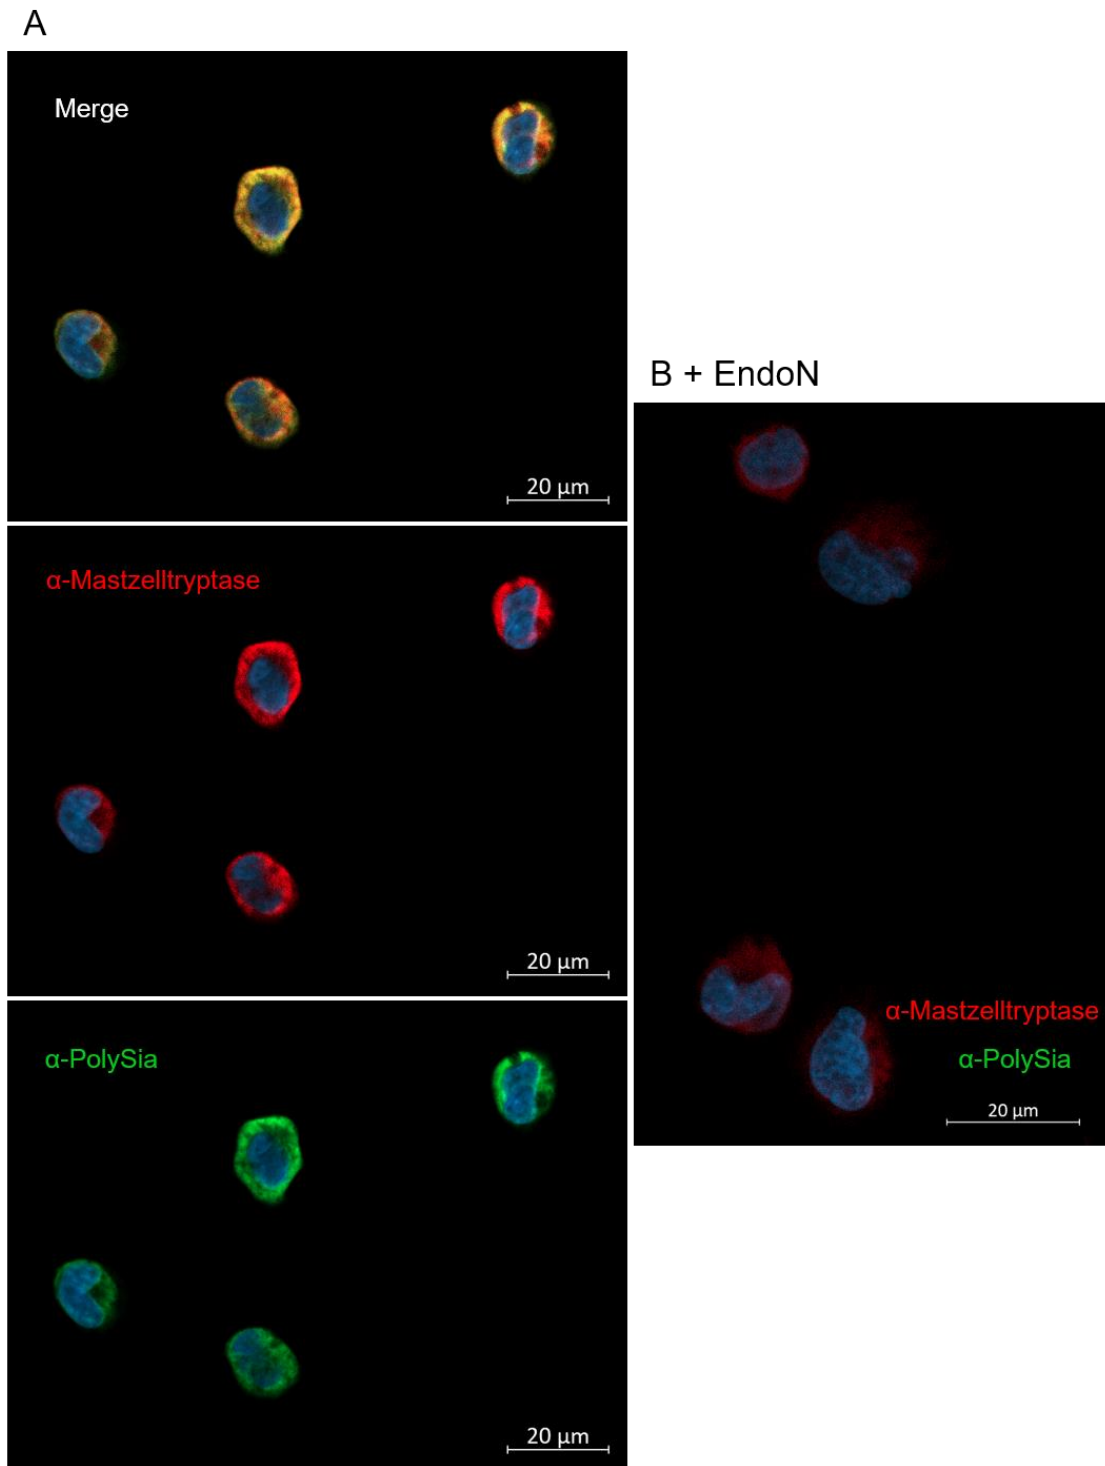 A
Merge
20 µm
α-Mastzelltryptase
20 µm
α-PolySia
20 µm
B + EndoN
α-Mastzelltryptase
α-PolySia
20 µm